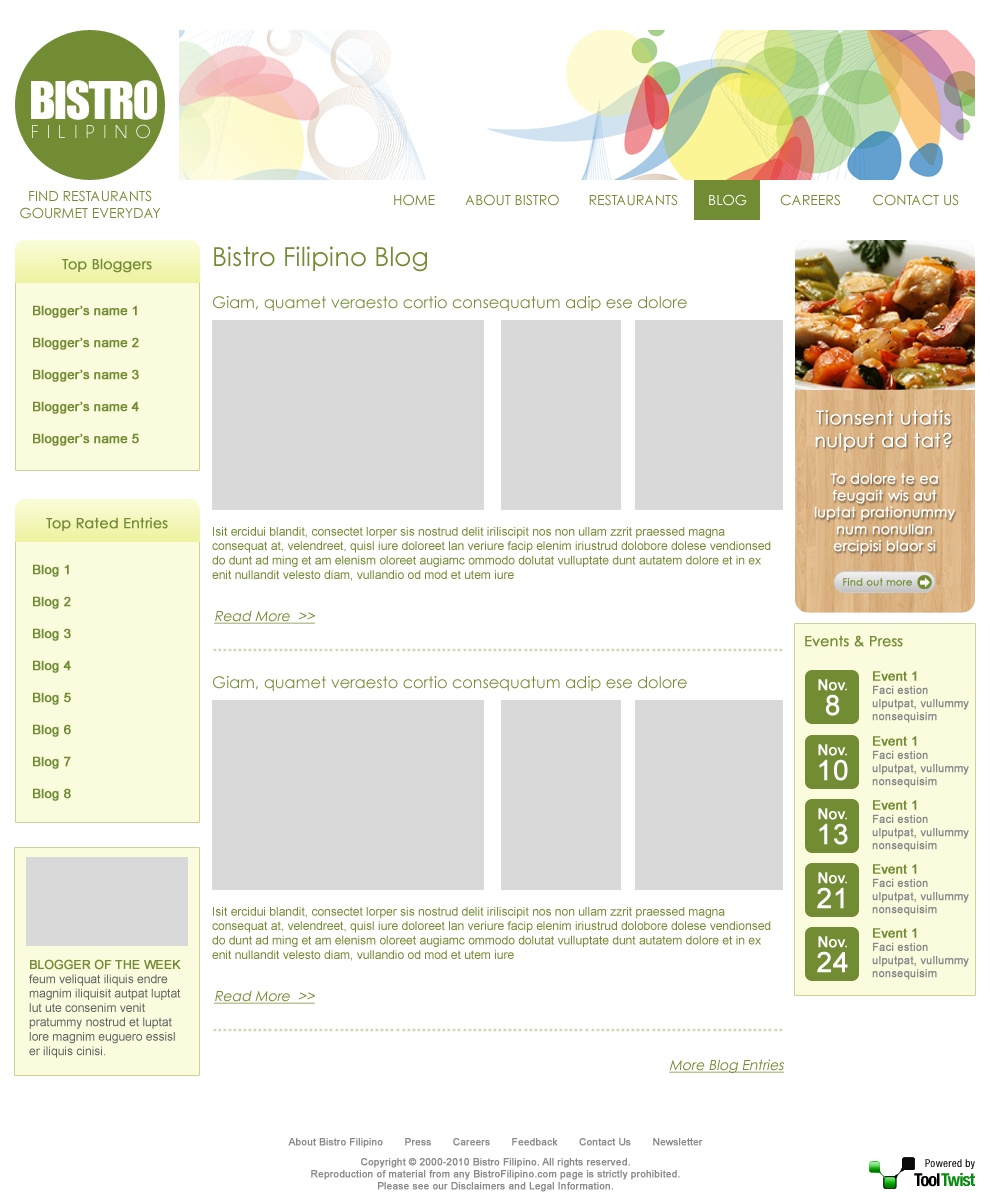 BISTRO
FILIPINO
FIND RESTAURANTS
GOURMET EVERYDAY
HOME ABOUT BISTRO RESTAURANTS BLOG CAREERS CONTACT US
Top Bloggers
Blogger's name 1
Blogger's name 2
Blogger's name 3
Blogger's name 4
Blogger's name 5
Top Rated Entries
Blog 1
Blog 2
Blog 3
Blog 4
Blog 5
Blog 6
Blog 7
Blog 8
BLOGGER OF THE WEEK
feum veliquat iliquis endre
magnim iliquisit autpat luptat
lut ute consenim venit
pratummy nostrud et luptat
lore magnim euguero essisl
er iliquis cinisi.
Bistro Filipino Blog
Giam, quamet veraesto cortio consequatum adip ese dolore
Isit ercidui blandit, consectet lorper sis nostrud delit iriliscipit nos non ullam zzrit praessed magna
consequat at, velendreet, quisl iure doloreet lan veriure facip elenim iriustrud dolobore dolese vendionsed
do dunt ad ming et am elenism oloreet augiamc ommodo dolutat vulluptate dunt autatem dolore et in ex
enit nullandit velesto diam, vullandio od mod et utem iure
Read More >>
Giam, quamet veraesto cortio consequatum adip ese dolore
Isit ercidui blandit, consectet lorper sis nostrud delit iriliscipit nos non ullam zzrit praessed magna
consequat at, velendreet, quisl iure doloreet lan veriure facip elenim iriustrud dolobore dolese vendionsed
do dunt ad ming et am elenism oloreet augiamc ommodo dolutat vulluptate dunt autatem dolore et in ex
enit nullandit velesto diam, vullandio od mod et utem iure
Read More >>
More Blog Entries
Tionsent utatis
nulput ad tat?
To dolore te ea
feugait wis aut
luptat prationummy
num nonullan
ercipisi blaor si
Find out more
Events & Press
Nov.
8
Event 1
Faci estion
ulputpat, vullummy
nonsequisim
Nov.
10
Event 1
Faci estion
ulputpat, vullummy
nonsequisim
Nov.
13
Event 1
Faci estion
ulputpat, vullummy
nonsequisim
Nov.
21
Event 1
Faci estion
ulputpat, vullummy
nonsequisim
Nov.
24
Event 1
Faci estion
ulputpat, vullummy
nonsequisim
About Bistro Filipino Press Careers Feedback Contact Us Newsletter
Copyright © 2000-2010 Bistro Filipino. All rights reserved.
Reproduction of material from any BistroFilipino.com page is strictly prohibited.
Please see our Disclaimers and Legal Information.
Powered by
ToolTwist